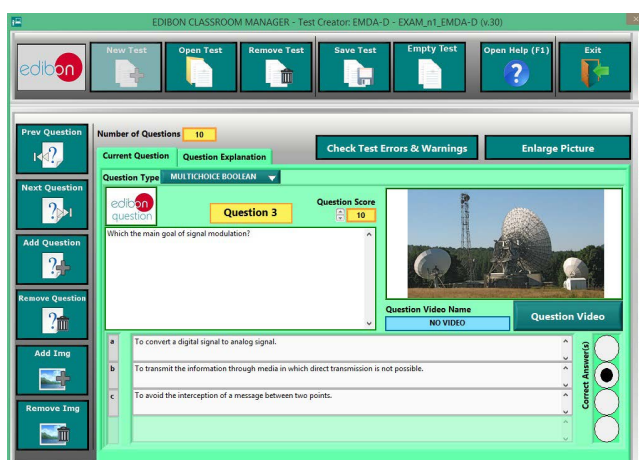 EDIBON CLASSROOM MANAGER - Test Creator: EMDA-D - EXAM_n1_EMDA-D (v.30)
edibon
New Test
Open Test
Remove Test
Save Test
Empty Test
Open Help (F1)
Exit
Prev Question
Number of Questions 10
Check Test Errors & Warnings
Enlarge Picture
Current Question
Question Explanation
Question Type MULTICHOICE BOOLEAN
Next Question
edibon
question
Question 3
Question Score
10
Which the main goal of signal modulation?
Add Question
Remove Question
Question Video Name
NO VIDEO
Question Video
Add Img
a To convert a digital signal to analog signal.
b To transmit the information through media in which direct transmission is not possible.
c To avoid the interception of a message between two points.
Correct Answer(s)
Remove Img